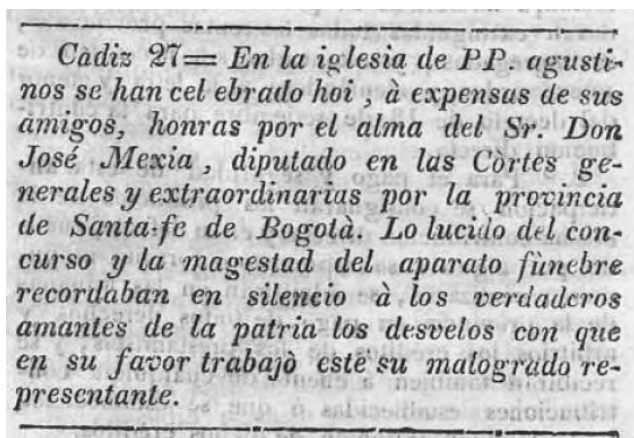 Càdiz 27= En la iglesia de P.P. agusti-
nos se han cel ebrado hoi , à expensas de sus
amigos, honras por el alma del Sr. Don
José Mexia , diputado en las Còrtes ge-
nerales y extraordinarias por la provincia
de Santa-fe de Bogotà. Lo lucido del con-
curso y la magestad del aparato fùnebre
recordaban en silencio à los verdaderos
amantes de la patria los desvelos con que
en su favor trabajò este su malogrado re-
presentante.